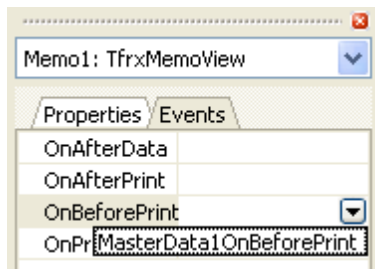 Memo1: TfrxMemoView
Properties Events
OnAfterData
OnAfterPrint
OnBeforePrint
OnPr MasterData1OnBeforePrint